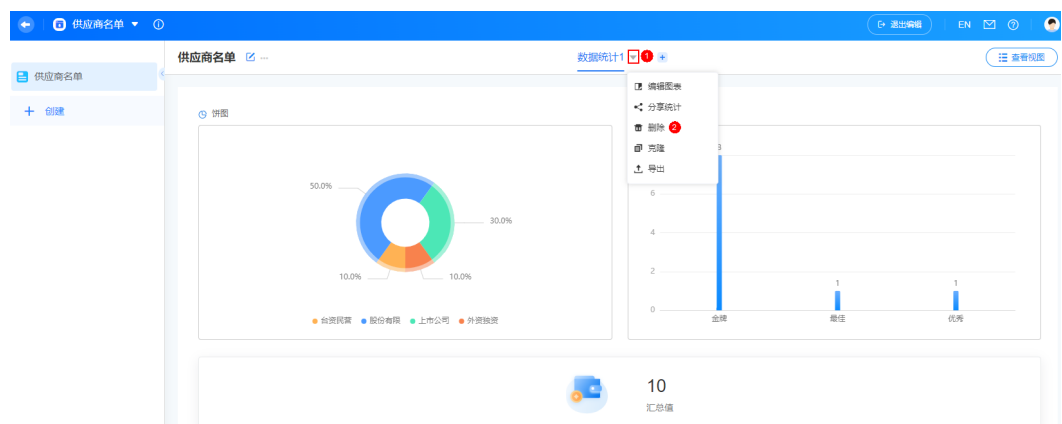 供应商名单
退出编辑
EN
供应商名单
创建
供应商名单
数据统计1
1
查看视图
编辑图表
分享统计
删除 2
克隆
导出
饼图
50.0%
30.0%
10.0%
10.0%
台资民营
股份有限
上市公司
外资独资
6
4
2
0
1
1
金牌
最佳
优秀
10
汇总值